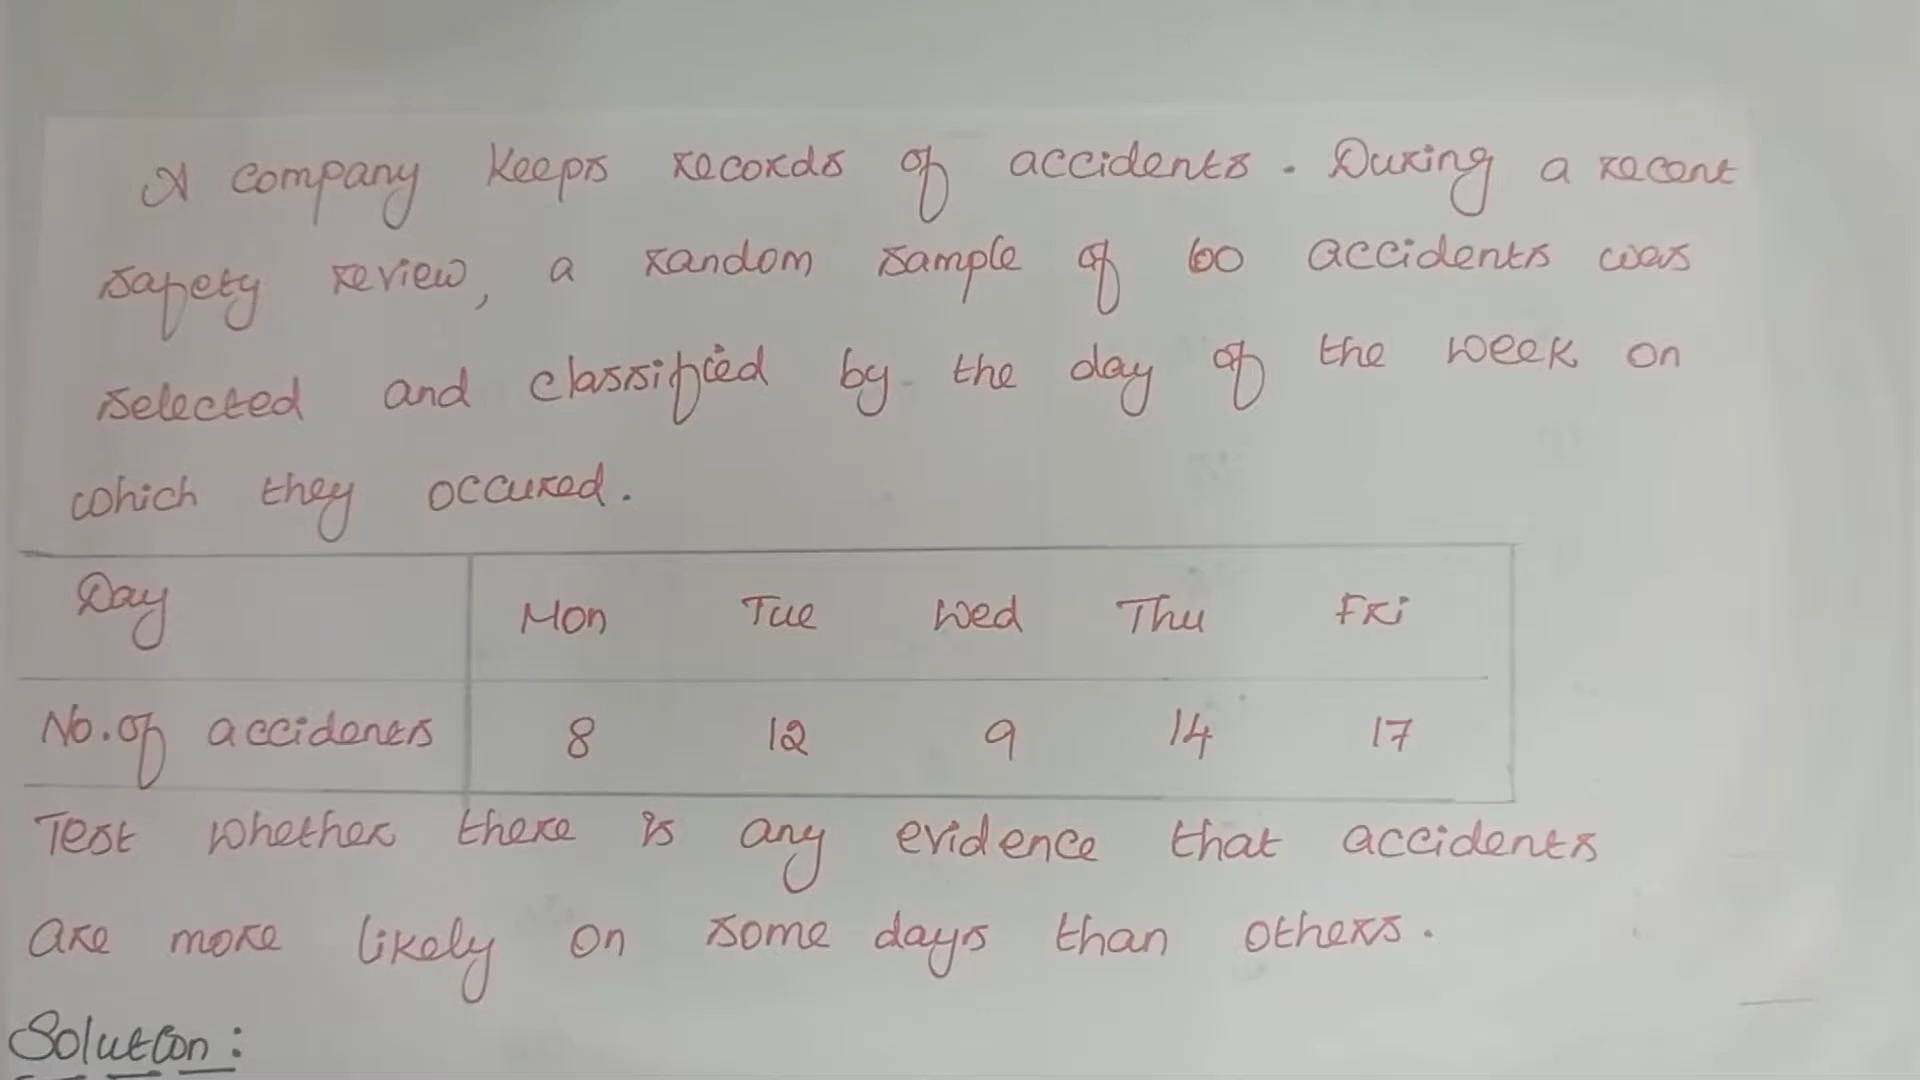 A company keeps records of accidents. During a recent
safety review, a random sample of 60 accidents was
selected and classified by the day of the week on
which they occured.
Day Mon Tue Wed Thu Fri
No. of accidents 8 12 9 14 17
Test whether there is any evidence that accidents
are more likely on some days than others.
Solution: